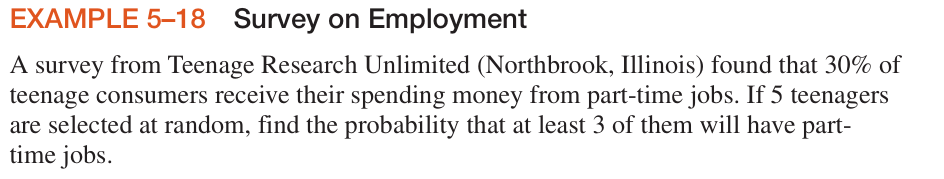 EXAMPLE 5–18 Survey on Employment
A survey from Teenage Research Unlimited (Northbrook, Illinois) found that 30% of
teenage consumers receive their spending money from part-time jobs. If 5 teenagers
are selected at random, find the probability that at least 3 of them will have part-
time jobs.